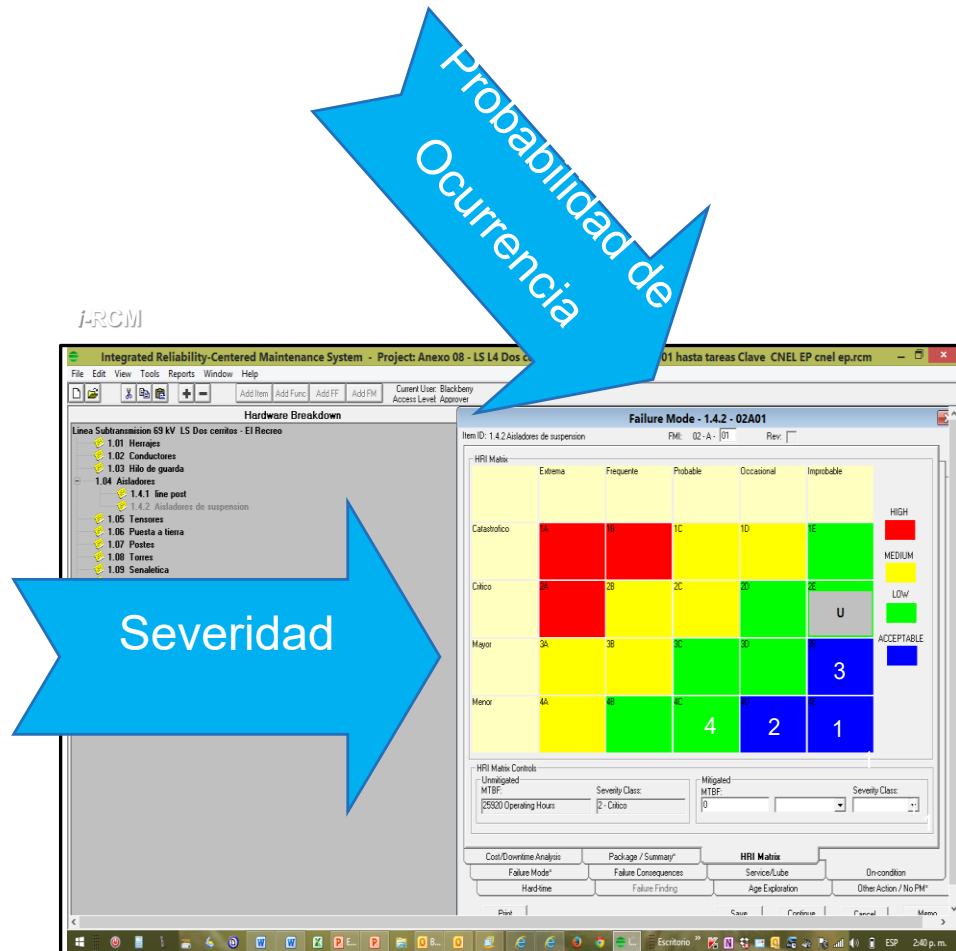 Probabilidad de
Ocurrencia
i-RCM
Integrated Reliability-Centered Maintenance System - Project: Anexo 08 - LS L4 Dos c 01 hasta tareas Clave CNEL EP cnel ep.rcm
File Edit View Tools Reports Window Help
Add Item Add Func Add FF Add FM Current User: Blackberry
Access Level: Approver
Hardware Breakdown
Failure Mode - 1.4.2 - 02A01
Linea Subtransmision 69 kV LS Dos cerritos - El Recreo
1.01 Herrajes
1.02 Conductores
1.03 Hilo de guarda
1.04 Aisladores
1.4.1 line post
1.4.2 Aisladores de suspension
1.05 Tensores
1.06 Puesta a tierra
1.07 Postes
1.08 Torres
1.09 Senaletica
Severidad
Item ID: 1.4.2 Aisladores de suspension FMI: 02 - A - 01 Rev:
HRI Matrix
Extrema Frequente Probable Occasional Improbable
HIGH
Catastrofico 1A 1B 1C 1D 1E
MEDIUM
Critico 2A 2B 2C 2D 2E
LOW
U
ACCEPTABLE
Mayor 3A 3B 3C 3D
3
Menor 4A 4B 4C
4 2 1
HRI Matrix Controls
Unmitigated Mitigated
MTBF: Severity Class: MTBF: Severity Class:
25920 Operating Hours 2 - Critico 0
Cost/Downtime Analysis Package / Summary* HRI Matrix
Failure Mode* Failure Consequences Service/Lube On-condition
Hard-time Failure Finding Age Exploration Other Action / No PM*
Print Save Continue Cancel Memo
Escritorio ESP 2:40 p. m.